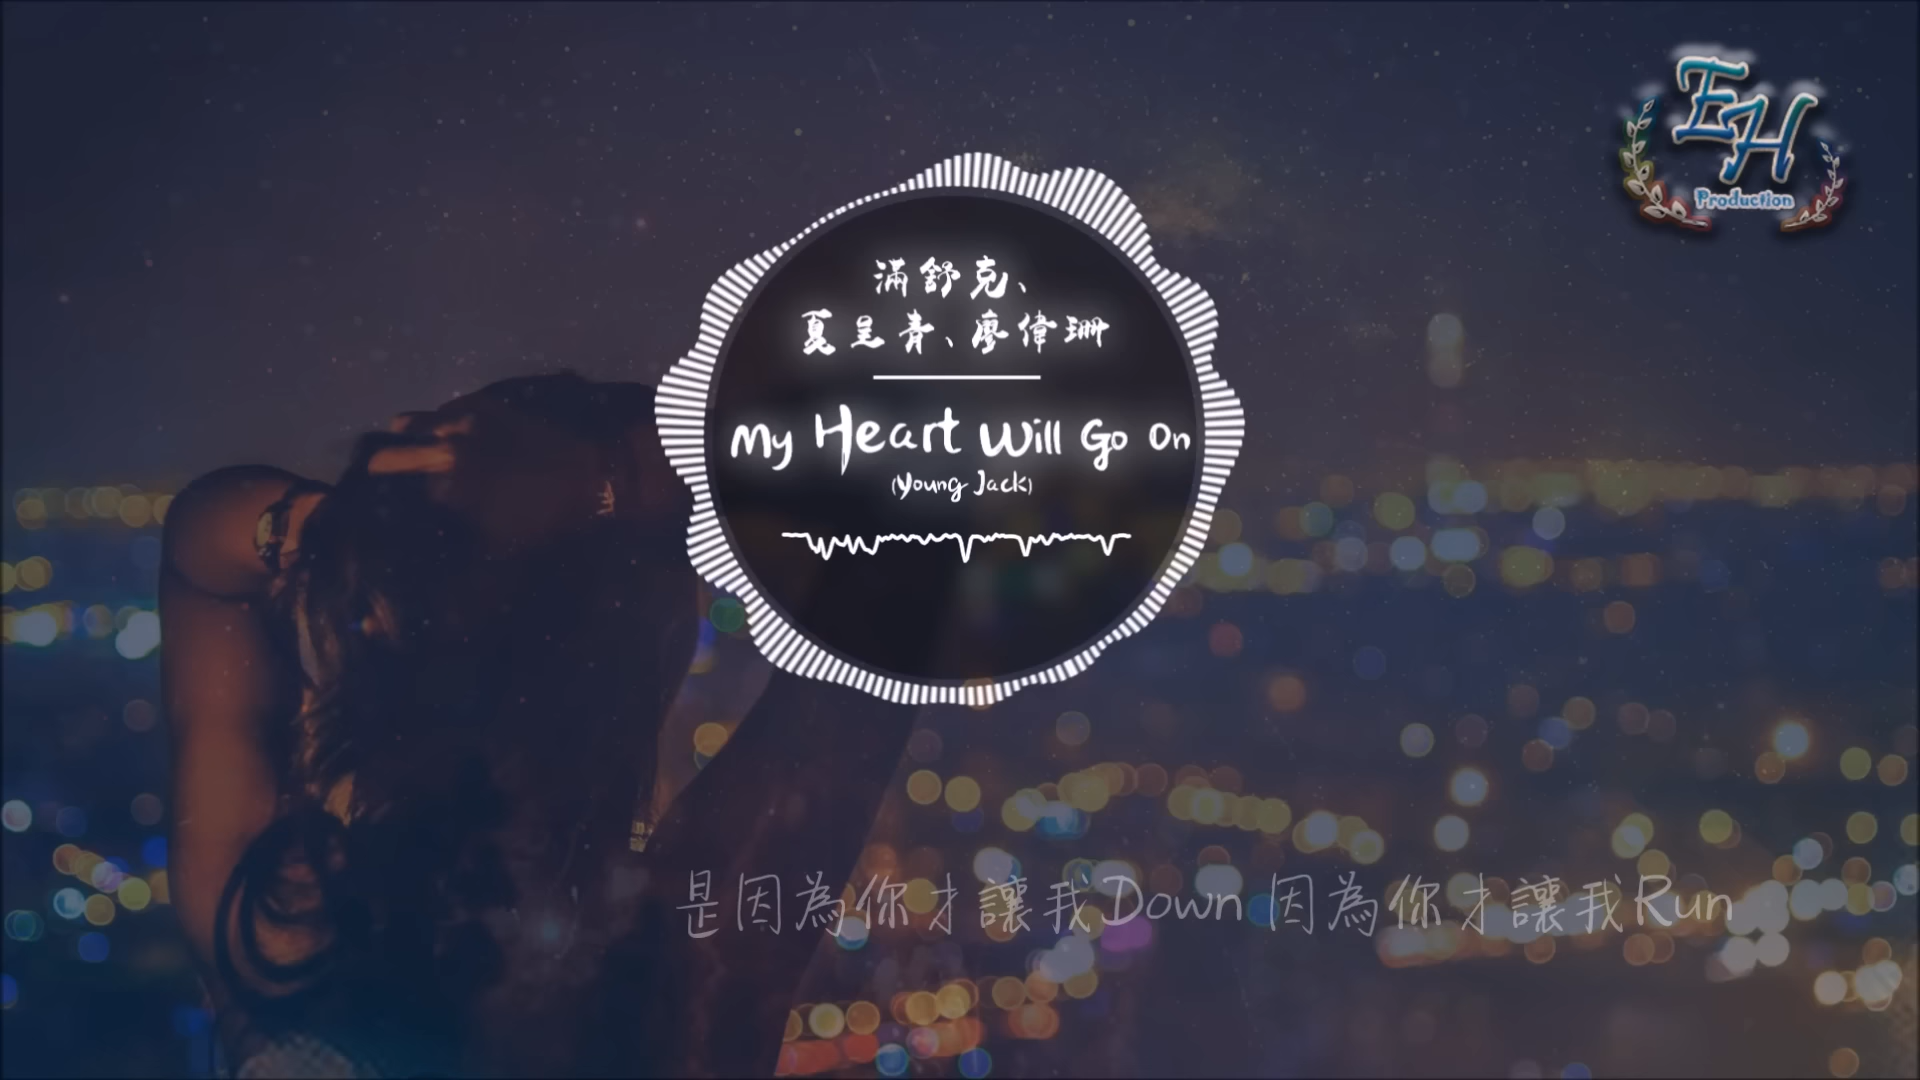 EH
Production
滿舒克、
夏呈青、廖偉珊
My Heart Will Go On
(Young Jack)
是因為你才讓我Down 因為你才讓我Run